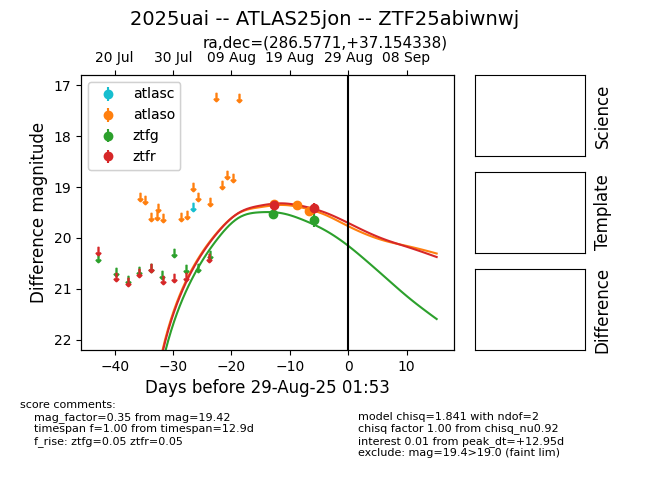 2025uai -- ATLAS25jon -- ZTF25abiwnwj
ra,dec=(286.5771,+37.154338)
20 Jul 30 Jul 09 Aug 19 Aug 29 Aug 08 Sep
17
18
19
20
21
22
Difference magnitude
atlasc
atlaso
ztfg
ztfr
−40 −30 −20 −10 0 10
Days before 29-Aug-25 01:53
Science
Template
Difference
score comments:
mag_factor=0.35 from mag=19.42
timespan f=1.00 from timespan=12.9d
f_rise: ztfg=0.05 ztfr=0.05
model chisq=1.841 with ndof=2
chisq factor 1.00 from chisq_nu0.92
interest 0.01 from peak_dt=+12.95d
exclude: mag=19.4>19.0 (faint lim)